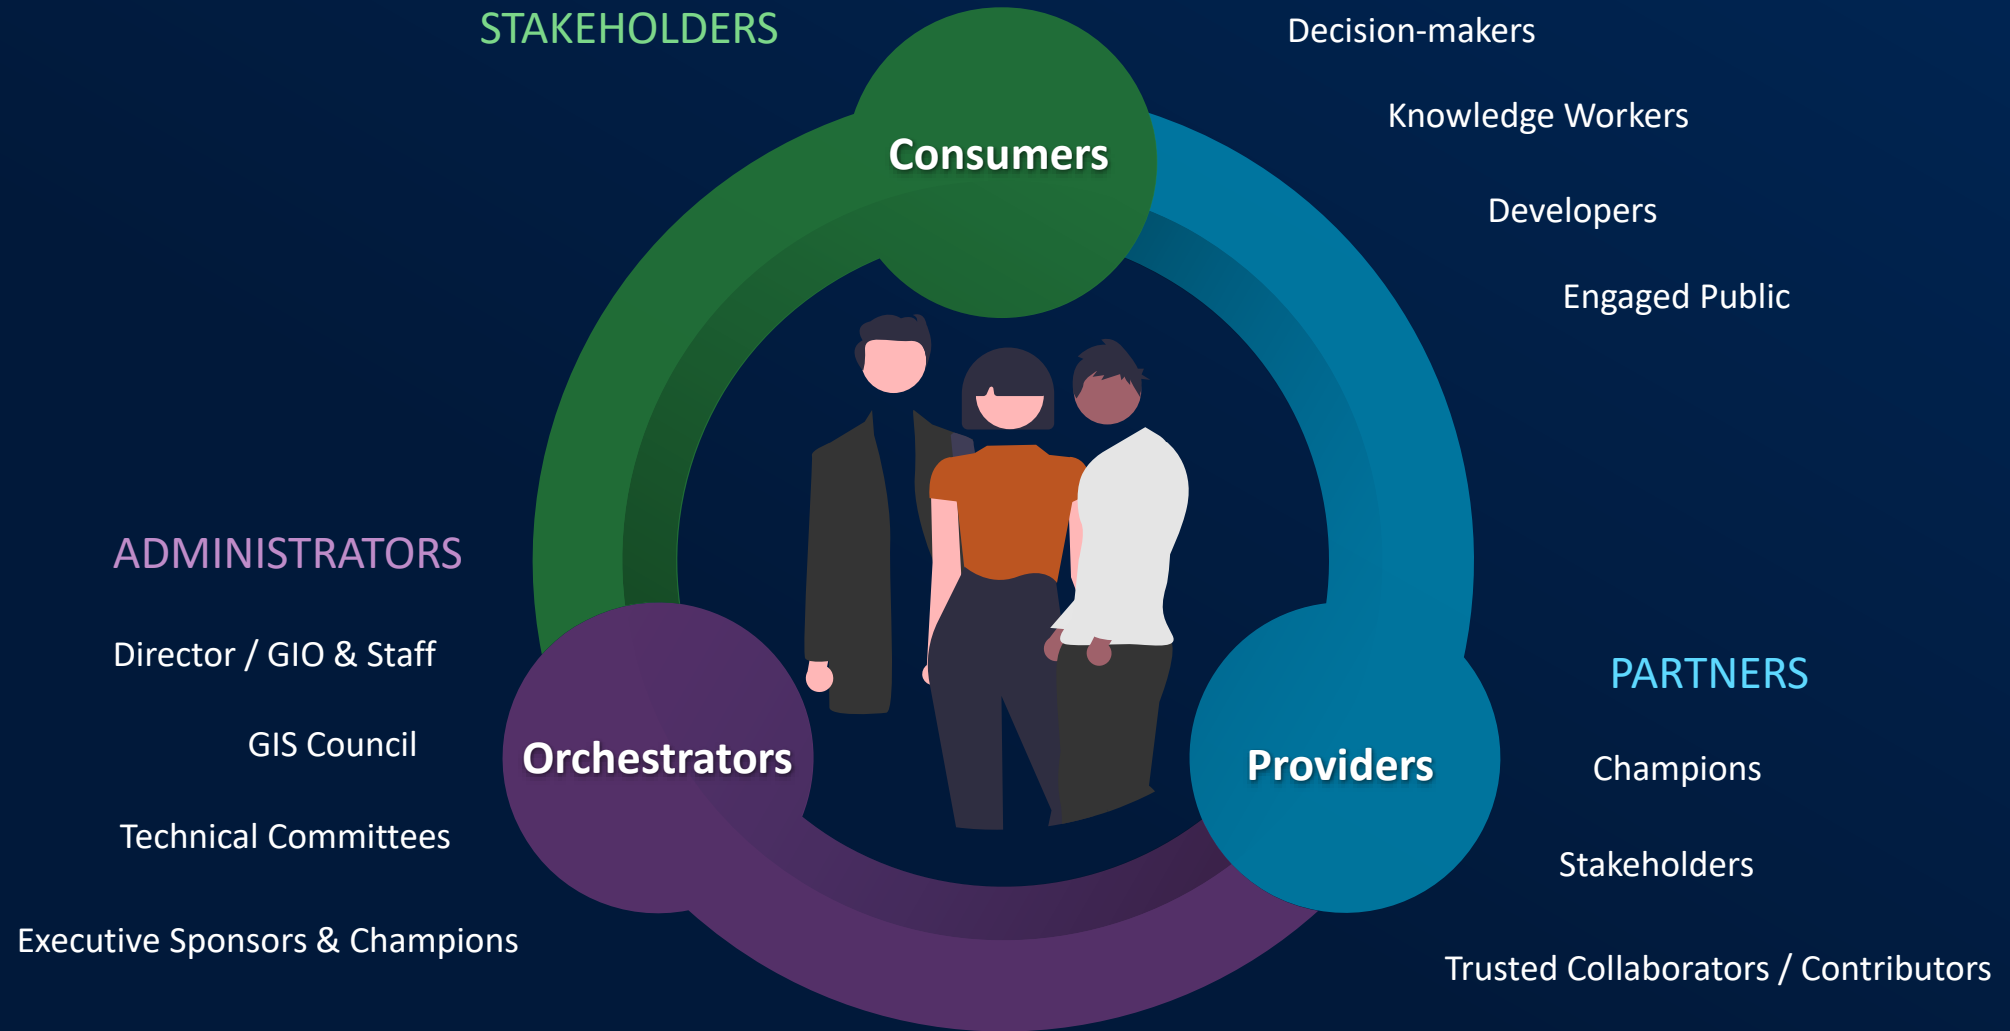 STAKEHOLDERS
Consumers
Decision-makers
Knowledge Workers
Developers
Engaged Public
ADMINISTRATORS
Director / GIO & Staff
GIS Council
Technical Committees
Executive Sponsors & Champions
Orchestrators
Providers
PARTNERS
Champions
Stakeholders
Trusted Collaborators / Contributors